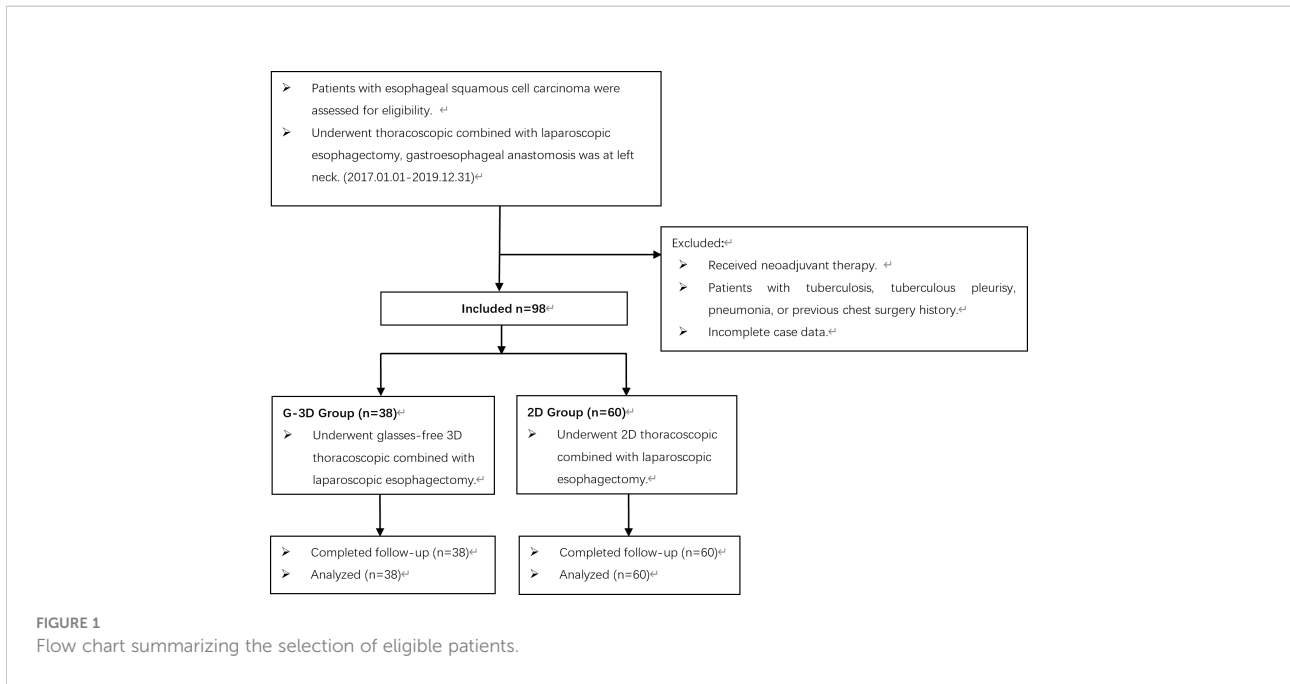 ➢ Patients with esophageal squamous cell carcinoma were
assessed for eligibility. ↵
➢ Underwent thoracoscopic combined with laparoscopic
esophagectomy, gastroesophageal anastomosis was at left
neck. (2017.01.01-2019.12.31)↵
Excluded:↵
➢ Received neoadjuvant therapy. ↵
➢ Patients with tuberculosis, tuberculous pleurisy,
pneumonia, or previous chest surgery history.↵
➢ Incomplete case data.↵
Included n=98↵
G-3D Group (n=38)↵
➢ Underwent glasses-free 3D
thoracoscopic combined with
laparoscopic esophagectomy.↵
2D Group (n=60)↵
➢ Underwent 2D thoracoscopic
combined with laparoscopic
esophagectomy.↵
➢ Completed follow-up (n=38)↵
➢ Analyzed (n=38)↵
➢ Completed follow-up (n=60)↵
➢ Analyzed (n=60)↵
FIGURE 1
Flow chart summarizing the selection of eligible patients.